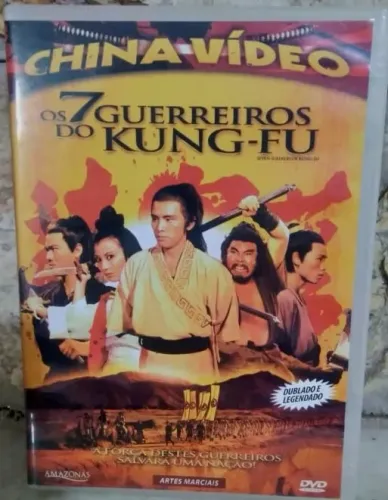 CHINA VÍDEO
OS 7 GUERREIROS
DO KUNG-FU
DUBLADO E
LEGENDADO
A FORÇA DESTES GUERREIROS
SALVARÁ UMA NAÇÃO!
AMAZONAS
ARTES MARCIAIS
DVD